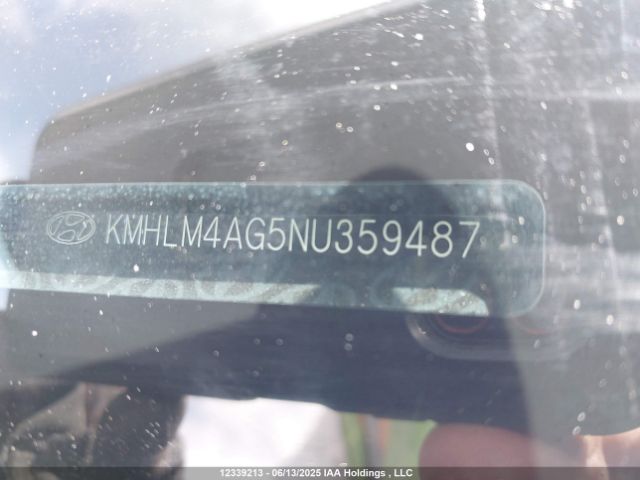 KMHLM4AG5NU359487
12339213 - 06/13/2025 IAA Holdings , LLC